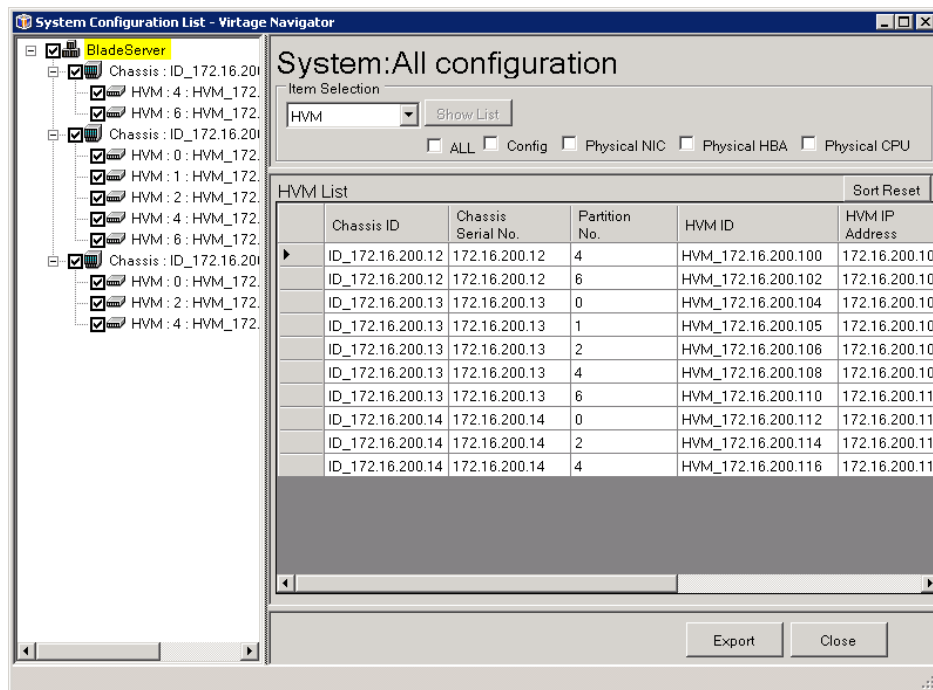 System Configuration List - Virtage Navigator
BladeServer
Chassis : ID_172.16.20
HVM : 4 : HVM_172.
HVM : 6 : HVM_172.
Chassis : ID_172.16.20
HVM : 0 : HVM_172.
HVM : 1 : HVM_172.
HVM : 2 : HVM_172.
HVM : 4 : HVM_172.
HVM : 6 : HVM_172.
Chassis : ID_172.16.20
HVM : 0 : HVM_172.
HVM : 2 : HVM_172.
HVM : 4 : HVM_172.
System:All configuration
Item Selection
HVM Show List
ALL Config Physical NIC Physical HBA Physical CPU
HVM List Sort Reset
Chassis ID Chassis Serial No. Partition No. HVM ID HVM IP Address
ID_172.16.200.12 172.16.200.12 4 HVM_172.16.200.100 172.16.200.10
ID_172.16.200.12 172.16.200.12 6 HVM_172.16.200.102 172.16.200.10
ID_172.16.200.13 172.16.200.13 0 HVM_172.16.200.104 172.16.200.10
ID_172.16.200.13 172.16.200.13 1 HVM_172.16.200.105 172.16.200.10
ID_172.16.200.13 172.16.200.13 2 HVM_172.16.200.106 172.16.200.10
ID_172.16.200.13 172.16.200.13 4 HVM_172.16.200.108 172.16.200.10
ID_172.16.200.13 172.16.200.13 6 HVM_172.16.200.110 172.16.200.11
ID_172.16.200.14 172.16.200.14 0 HVM_172.16.200.112 172.16.200.11
ID_172.16.200.14 172.16.200.14 2 HVM_172.16.200.114 172.16.200.11
ID_172.16.200.14 172.16.200.14 4 HVM_172.16.200.116 172.16.200.11
Export Close